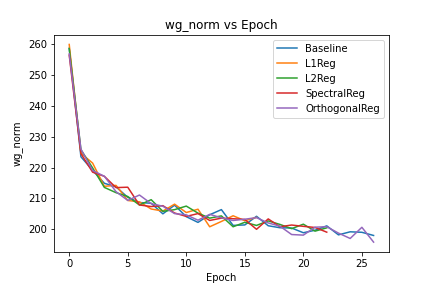 wg_norm vs Epoch
260
250
240
230
220
210
200
wg_norm
0
5
10
15
20
25
Epoch
Baseline
L1Reg
L2Reg
SpectralReg
OrthogonalReg